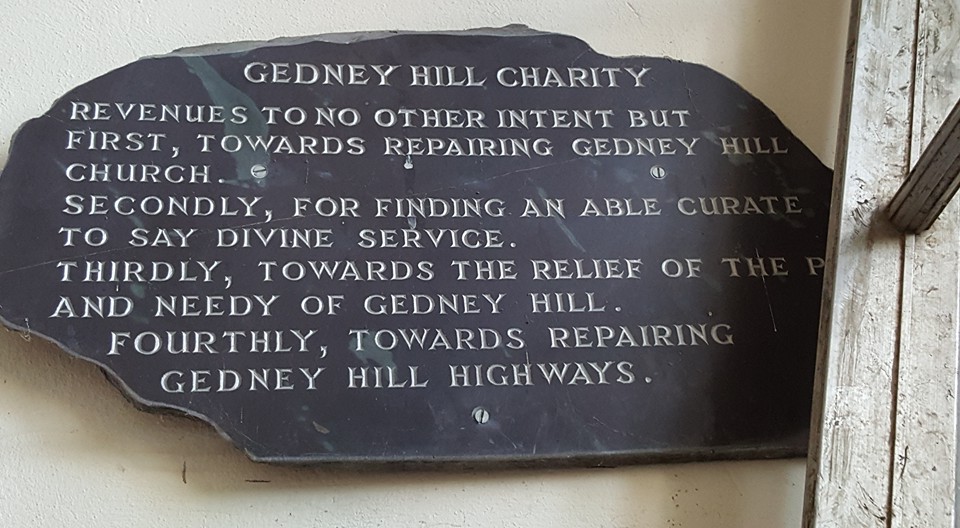 GEDNEY HILL CHARITY
REVENUES TO NO OTHER INTENT BUT
FIRST, TOWARDS REPAIRING GEDNEY HILL
CHURCH.
SECONDLY, FOR FINDING AN ABLE CURATE
TO SAY DIVINE SERVICE.
THIRDLY, TOWARDS THE RELIEF OF THE P
AND NEEDY OF GEDNEY HILL.
FOURTHLY, TOWARDS REPAIRING
GEDNEY HILL HIGHWAYS.